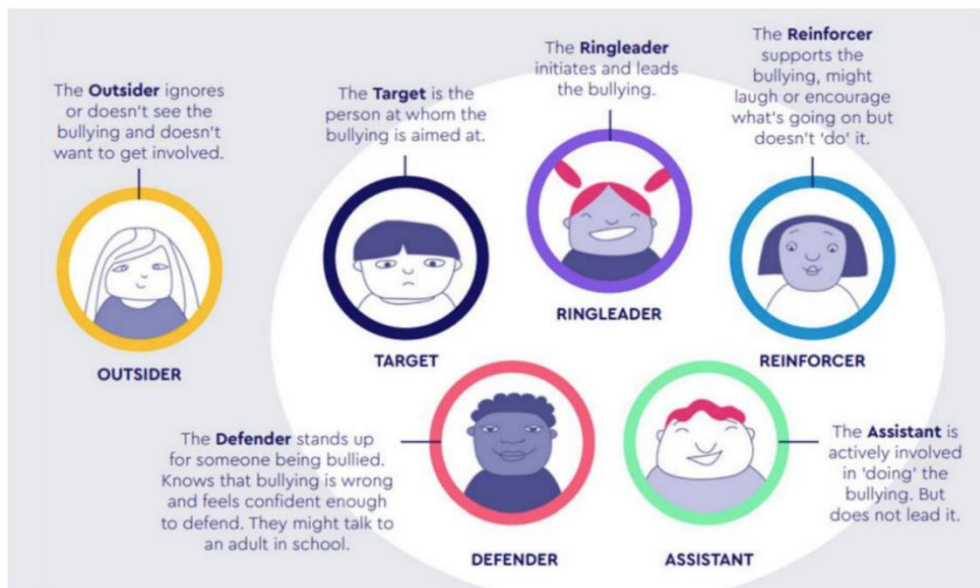 The Outsider ignores
or doesn't see the
bullying and doesn't
want to get involved.
OUTSIDER
The Target is the
person at whom the
bullying is aimed at.
TARGET
The Ringleader
initiates and leads
the bullying.
RINGLEADER
The Reinforcer
supports the
bullying, might
laugh or encourage
what's going on but
doesn't 'do' it.
REINFORCER
The Defender stands up
for someone being bullied.
Knows that bullying is wrong
and feels confident enough
to defend. They might talk to
an adult in school.
DEFENDER
The Assistant is
actively involved
in 'doing' the
bullying. But
does not lead it.
ASSISTANT